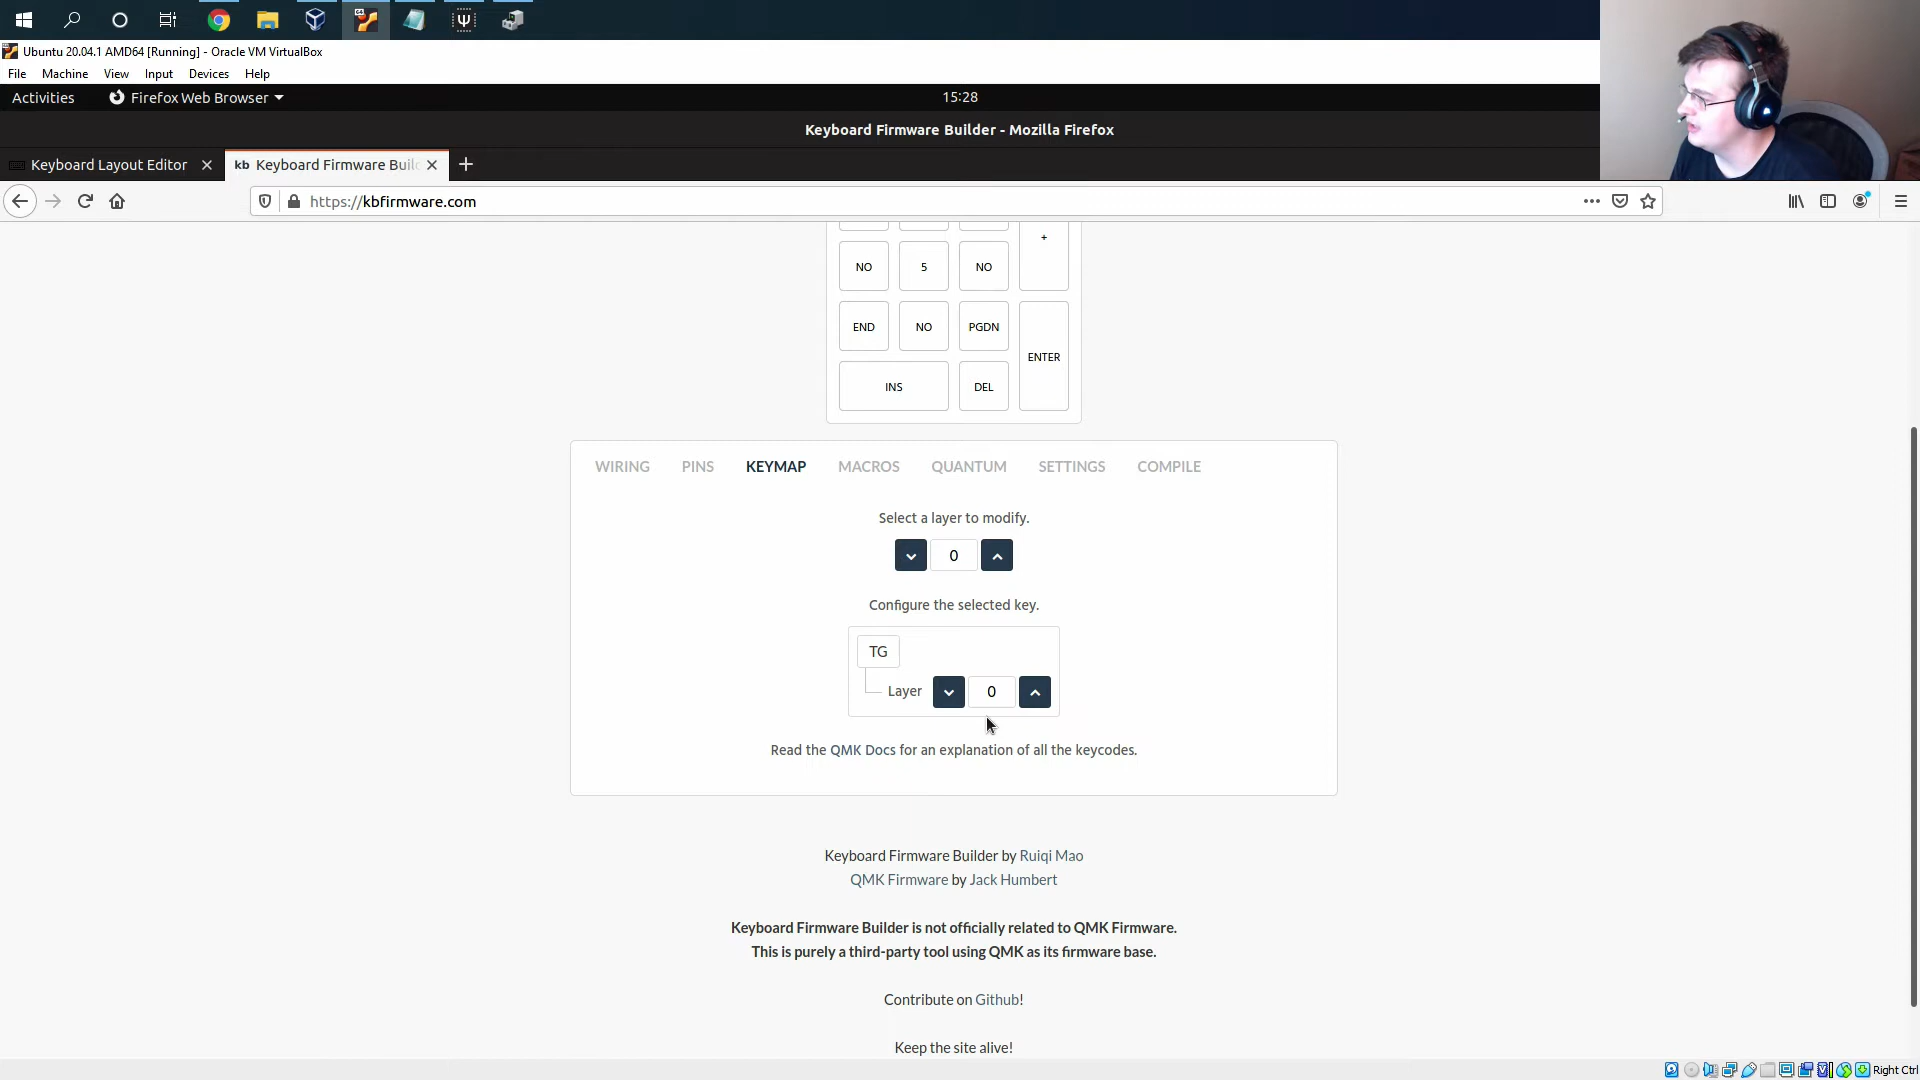 Ubuntu 20.04.1 AMD64 [Running] - Oracle VM VirtualBox
File Machine View Input Devices Help
Activities Firefox Web Browser 15:28
Keyboard Firmware Builder - Mozilla Firefox
Keyboard Layout Editor kb Keyboard Firmware Buil
https://kbfirmware.com
+
NO 5 NO
END NO PGDN
ENTER
INS DEL
WIRING PINS KEYMAP MACROS QUANTUM SETTINGS COMPILE
Select a layer to modify.
0
Configure the selected key.
TG
Layer 0
Read the QMK Docs for an explanation of all the keycodes.
Keyboard Firmware Builder by Ruiqi Mao
QMK Firmware by Jack Humbert
Keyboard Firmware Builder is not officially related to QMK Firmware.
This is purely a third-party tool using QMK as its firmware base.
Contribute on Github!
Keep the site alive!
Right Ctrl